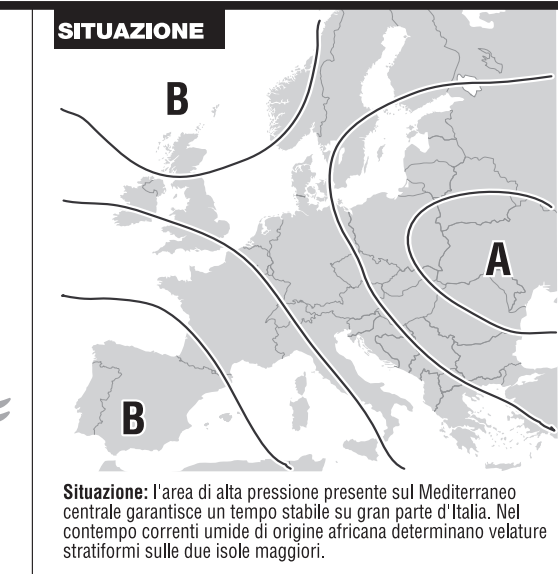 SITUAZIONE
B
A
B
Situazione: l'area di alta pressione presente sul Mediterraneo
centrale garantisce un tempo stabile su gran parte d'Italia. Nel
contempo correnti umide di origine africana determinano velature
stratiformi sulle due isole maggiori.